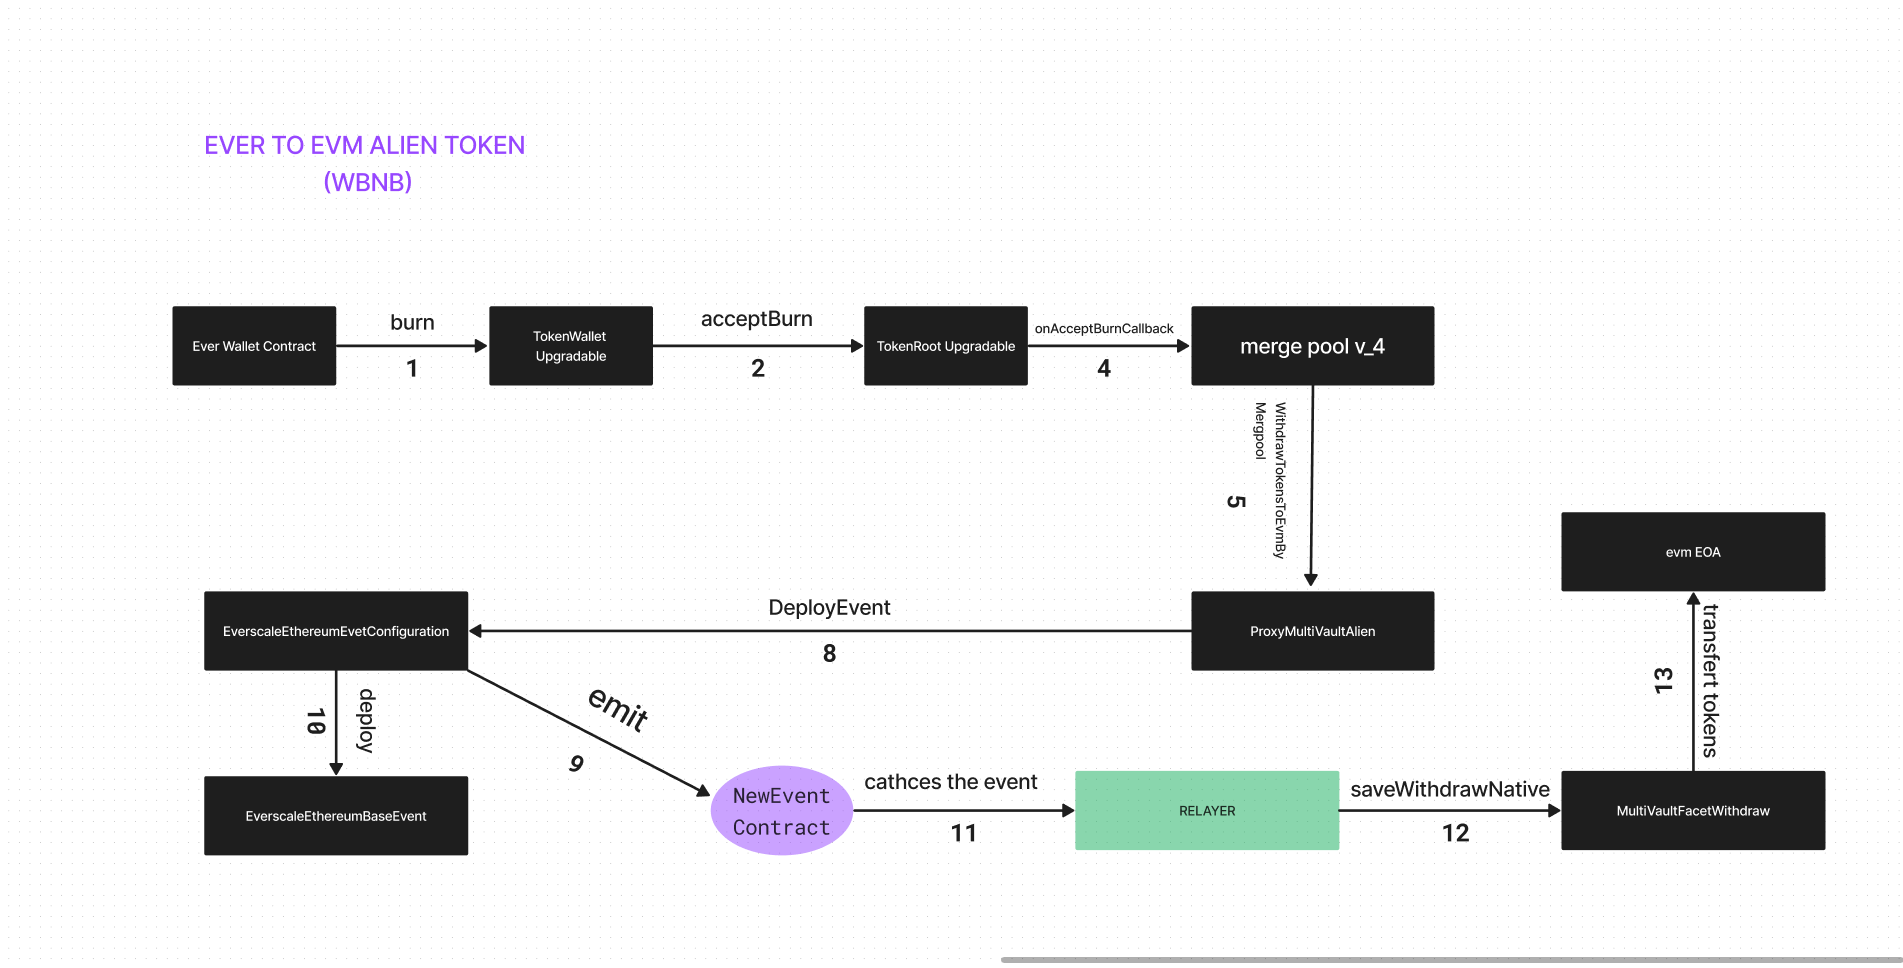 EVER TO EVM ALIEN TOKEN
(WBNB)
Ever Wallet Contract
burn
1
TokenWallet
Upgradable
acceptBurn
2
TokenRoot Upgradable
onAcceptBurnCallback
4
merge pool v_4
WithdrawTokensToEvmBy
Mergpool
5
ProxyMultiVaultAlien
DeployEvent
8
EverscaleEthereumEvetConfiguration
deploy
10
EverscaleEthereumBaseEvent
emit
9
NewEvent
Contract
cathces the event
11
RELAYER
saveWithdrawNative
12
MultiVaultFacetWithdraw
transfert tokens
13
evm EOA